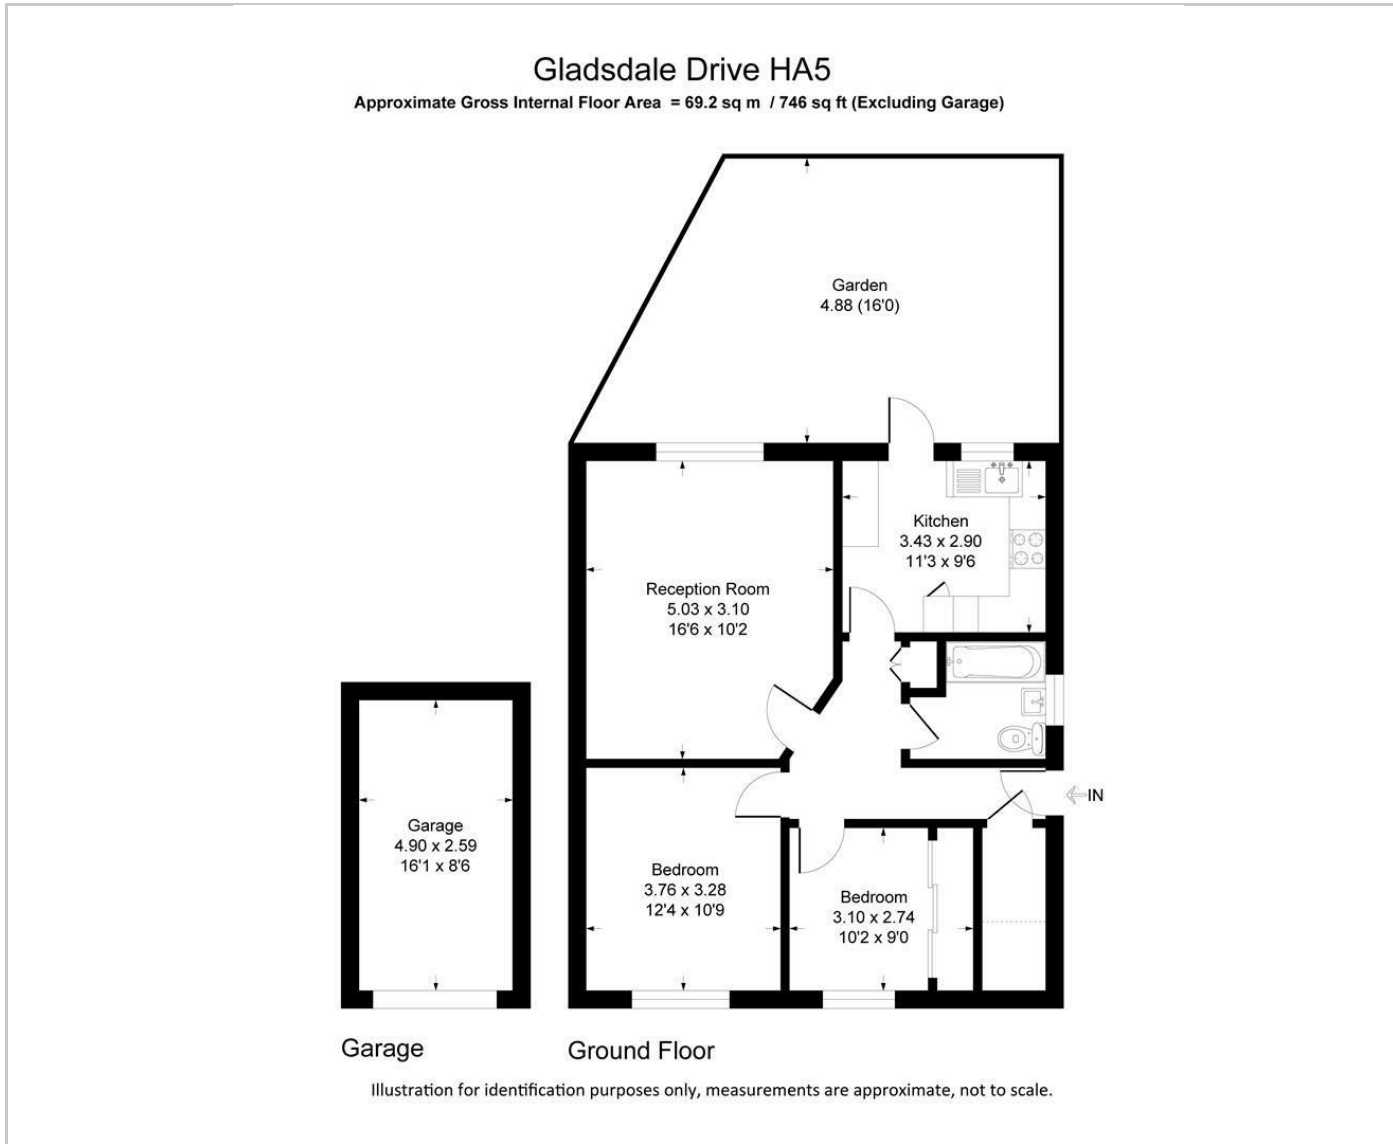 Gladsdale Drive HA5
Approximate Gross Internal Floor Area = 69.2 sq m / 746 sq ft (Excluding Garage)
Garden
4.88 (16'0)
Kitchen
3.43 x 2.90
11'3 x 9'6
Reception Room
5.03 x 3.10
16'6 x 10'2
IN
Garage
4.90 x 2.59
16'1 x 8'6
Bedroom
3.76 x 3.28
12'4 x 10'9
Bedroom
3.10 x 2.74
10'2 x 9'0
Garage
Ground Floor
Illustration for identification purposes only, measurements are approximate, not to scale.